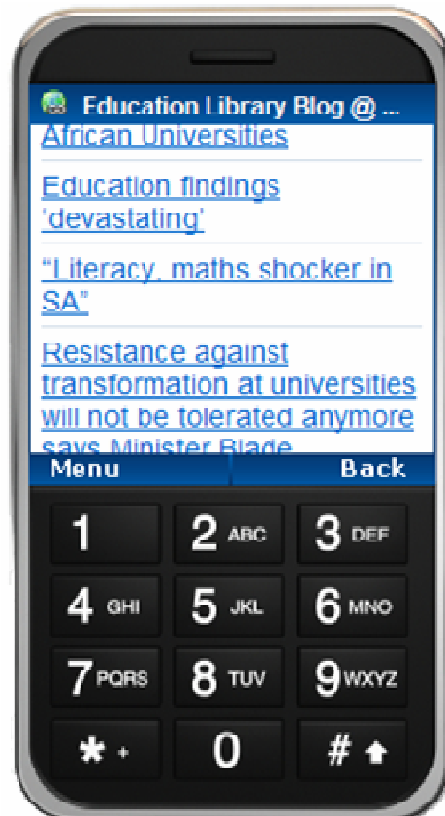 Education Library Blog @ ...
African Universities
Education findings
'devastating'
"Literacy, maths shocker in
SA"
Resistance against
transformation at universities
will not be tolerated anymore
says Minister Blade
Menu Back
1 2 ABC 3 DEF
4 GHI 5 JKL 6 MNO
7 PQRS 8 TUV 9 WXYZ
* + 0 #